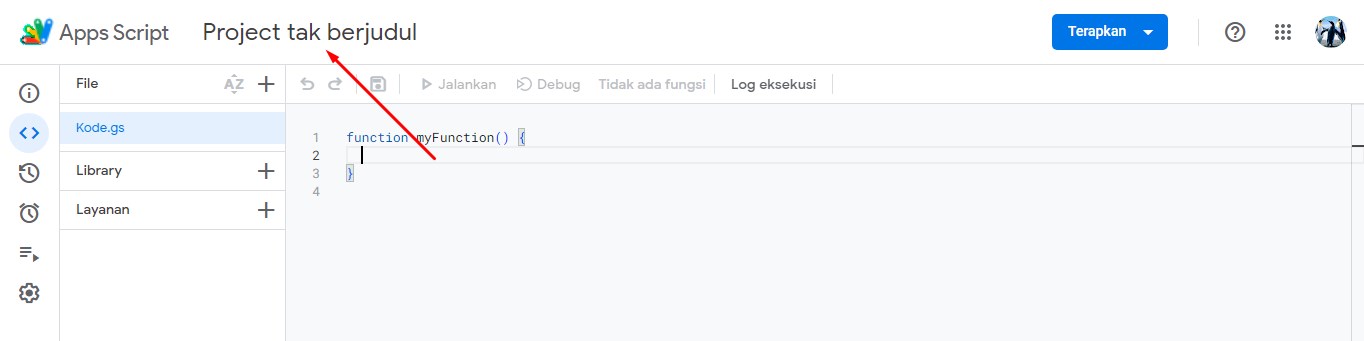 Apps Script Project tak berjudul Terapkan
File AZ Jalankan Debug Tidak ada fungsi Log eksekusi
Kode.gs
1 function myFunction() {
2
3 }
4
Library
Layanan